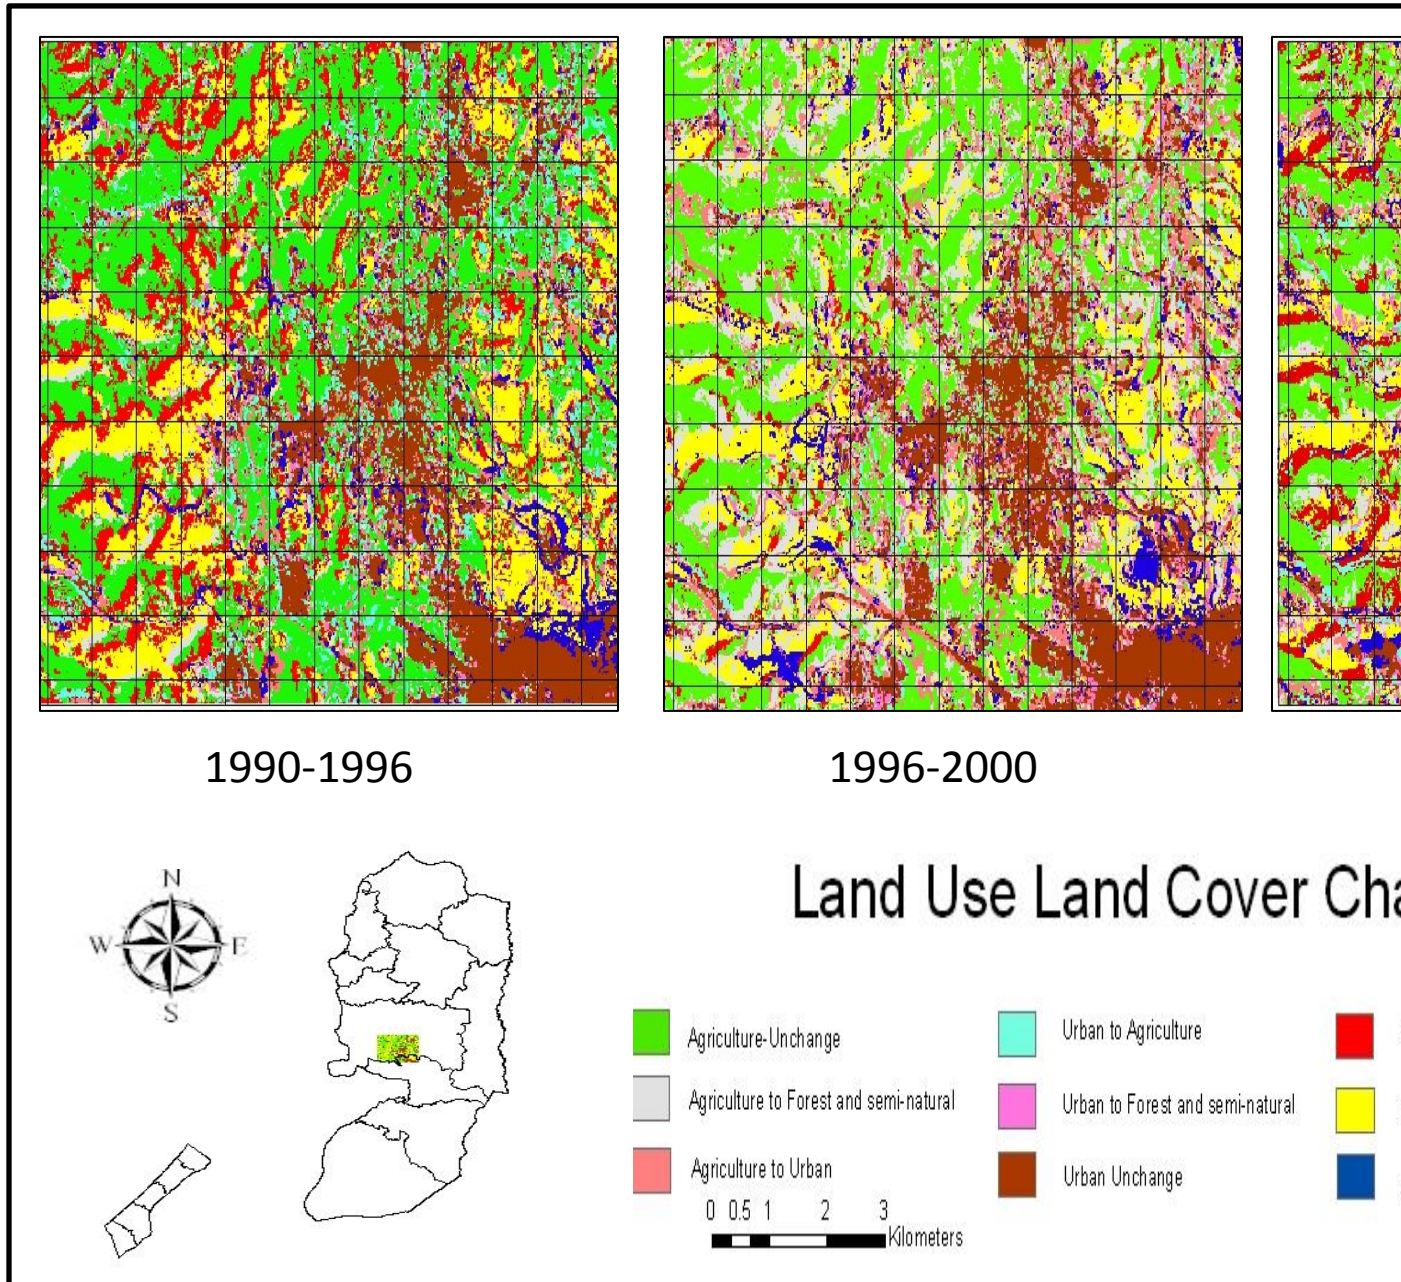 1990-1996
1996-2000
N
W E
S
Land Use Land Cover Cha
Agriculture-Unchange
Urban to Agriculture
Agriculture to Forest and semi-natural
Urban to Forest and semi-natural
Agriculture to Urban
Urban Unchange
0 0.5 1 2 3
Kilometers